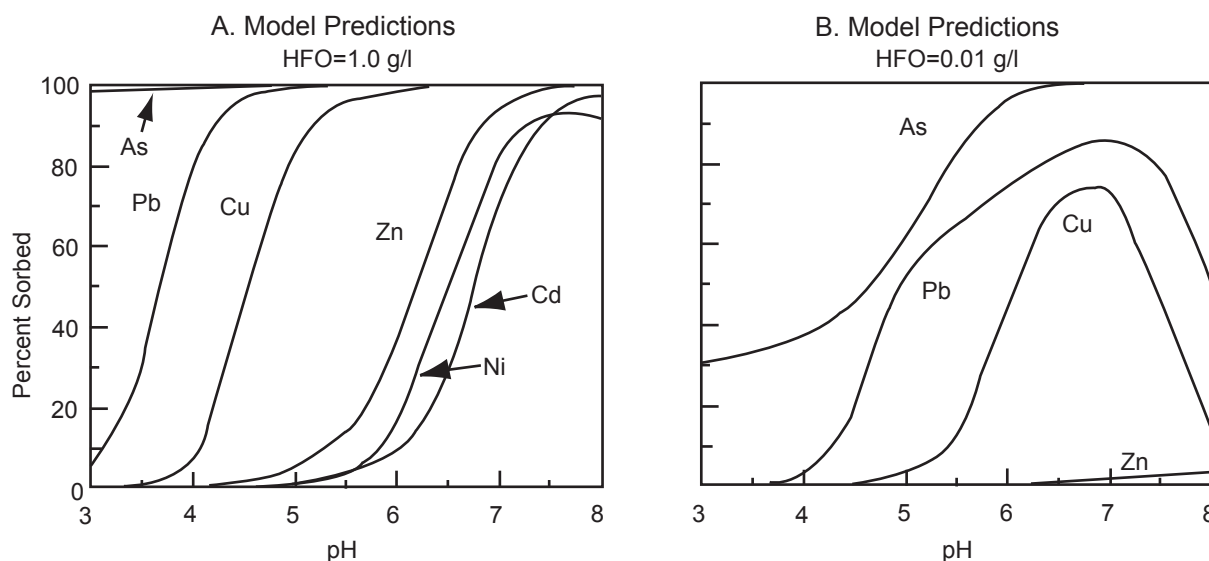 A. Model Predictions
HFO=1.0 g/l
100
80
60
40
20
0
Percent Sorbed
As
Pb
Cu
Zn
Cd
Ni
3 4 5 6 7 8
pH
B. Model Predictions
HFO=0.01 g/l
As
Pb
Cu
Zn
3 4 5 6 7 8
pH